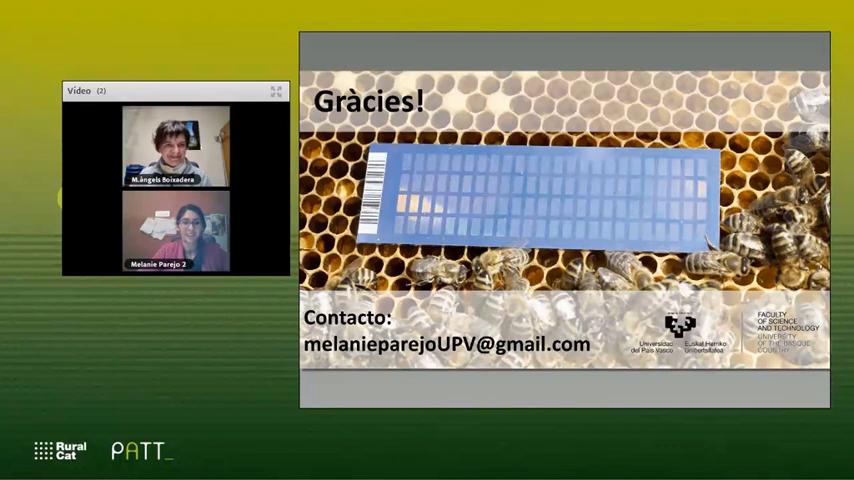 Vídeo (2)
M.àngels Boixadera
Melanie Parejo 2
Gràcies!
Contacto:
melanieparejoUPV@gmail.com
Universidad
del País Vasco
Euskal Herriko
Unibertsitatea
FACULTY
OF SCIENCE
AND TECHNOLOGY
UNIVERSITY
OF THE BASQUE
COUNTRY
Rural
Cat
PATT_